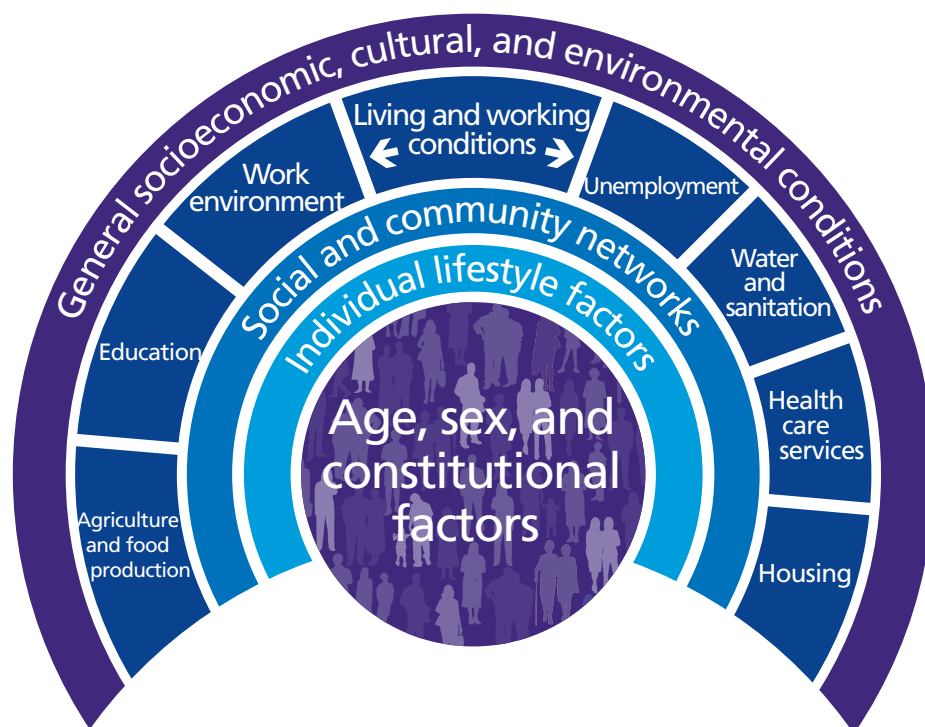 General socioeconomic, cultural, and environmental conditions
Living and working
conditions
Work
environment
Unemployment
Education
Water
and
sanitation
Agriculture
and food
production
Health
care
services
Housing
Social and community networks
Individual lifestyle factors
Age, sex, and
constitutional
factors